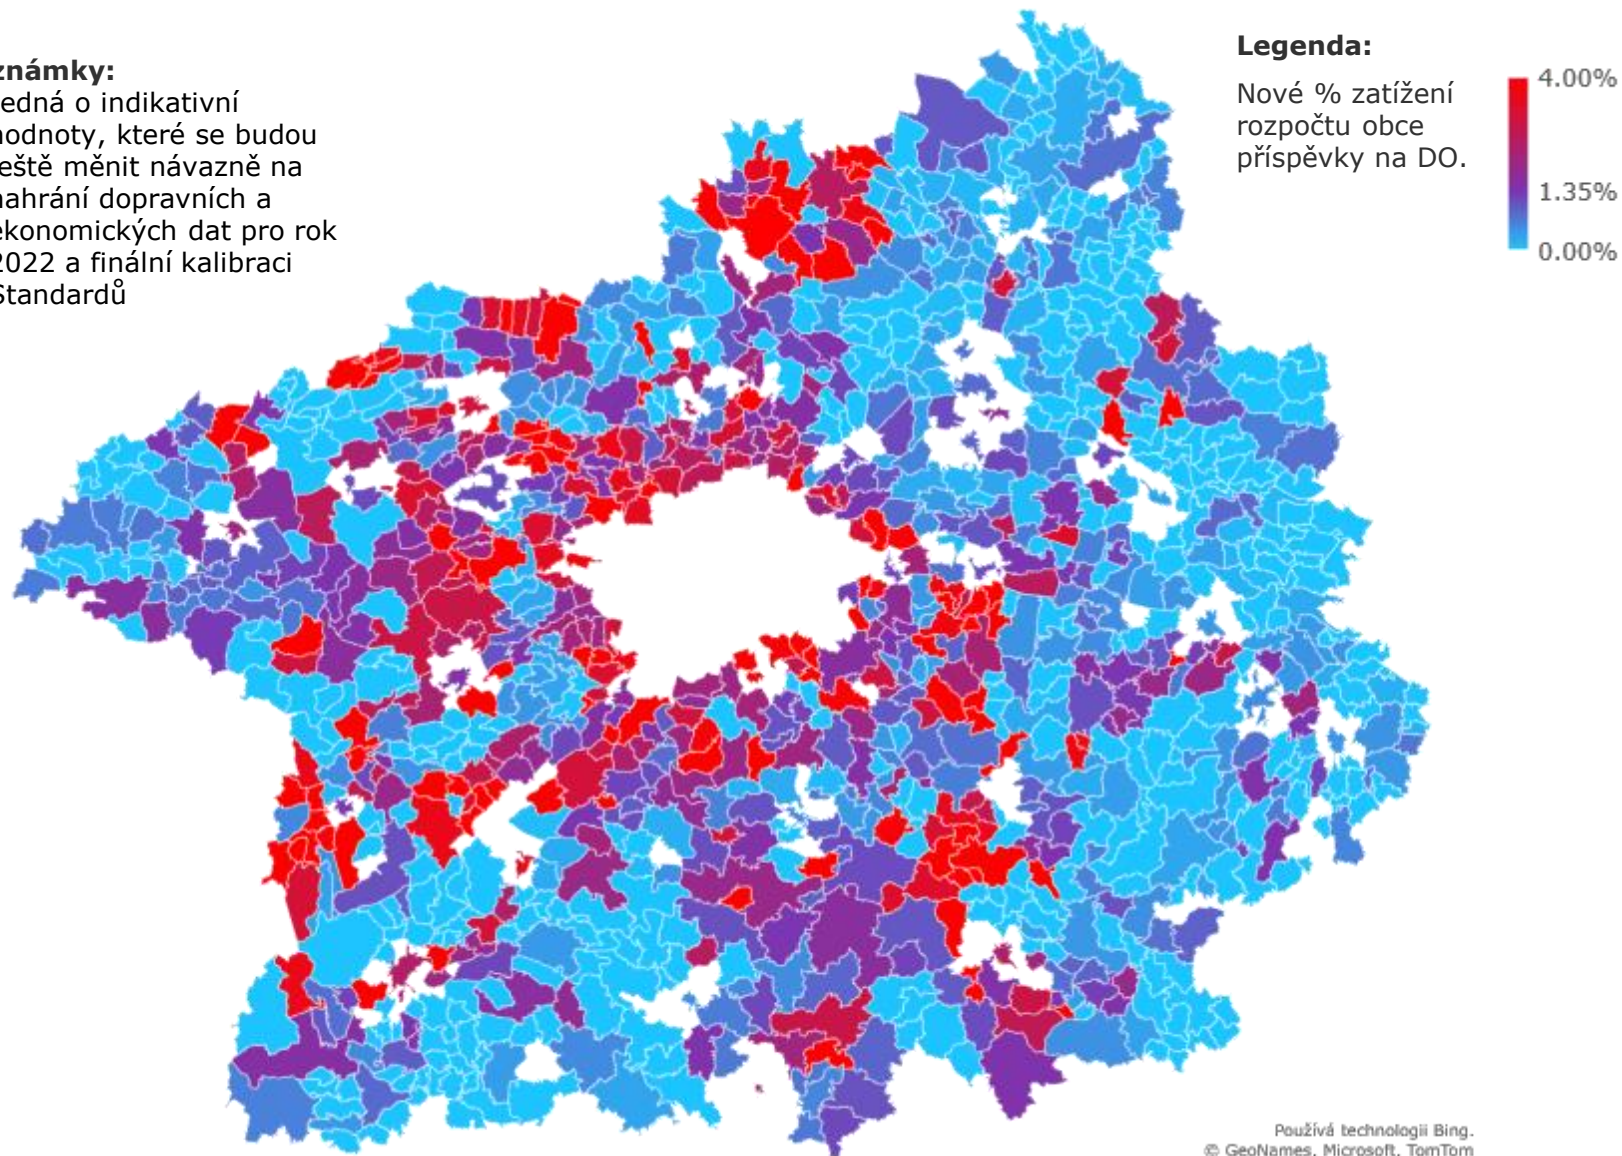 známky:
edná o indikativní
hodnoty, které se budou
eště měnit návazně na
nahrání dopravních a
ekonomických dat pro rok
2022 a finální kalibraci
Standardů
Legenda:
Nové % zatížení
rozpočtu obce
příspěvky na DO.
4.00%
1.35%
0.00%
Používá technologii Bing.
© GeoNames, Microsoft, TomTom